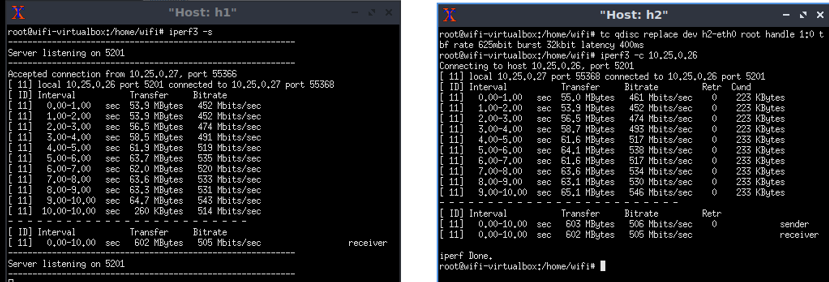 "Host: h1"
root@wifi-virtualbox:/home/wifi# iperf3 -s
-----------------------------------------------------------
Server listening on 5201
-----------------------------------------------------------
Accepted connection from 10.25.0.27, port 55366
[ 11] local 10.25.0.26 port 5201 connected to 10.25.0.27 port 55368
[ ID] Interval Transfer Bitrate
[ 11] 0.00-1.00 sec 53.9 MBytes 452 Mbits/sec
[ 11] 1.00-2.00 sec 53.9 MBytes 452 Mbits/sec
[ 11] 2.00-3.00 sec 56.5 MBytes 474 Mbits/sec
[ 11] 3.00-4.00 sec 58.5 MBytes 491 Mbits/sec
[ 11] 4.00-5.00 sec 61.9 MBytes 519 Mbits/sec
[ 11] 5.00-6.00 sec 63.7 MBytes 535 Mbits/sec
[ 11] 6.00-7.00 sec 62.0 MBytes 520 Mbits/sec
[ 11] 7.00-8.00 sec 63.6 MBytes 533 Mbits/sec
[ 11] 8.00-9.00 sec 63.3 MBytes 531 Mbits/sec
[ 11] 9.00-10.00 sec 64.7 MBytes 543 Mbits/sec
[ 11] 10.00-10.00 sec 260 KBytes 514 Mbits/sec
- - - - - - - - - - - - - - - - - - - - - - - - -
[ ID] Interval Transfer Bitrate
[ 11] 0.00-10.00 sec 602 MBytes 505 Mbits/sec receiver
-----------------------------------------------------------
Server listening on 5201
-----------------------------------------------------------
"Host: h2"
root@wifi-virtualbox:/home/wifi# tc qdisc replace dev h2-eth0 root handle 1:0 t
bf rate 625mbit burst 32kbit latency 400ms
root@wifi-virtualbox:/home/wifi# iperf3 -c 10.25.0.26
Connecting to host 10.25.0.26, port 5201
[ 11] local 10.25.0.27 port 55368 connected to 10.25.0.26 port 5201
[ ID] Interval Transfer Bitrate Retr Cwnd
[ 11] 0.00-1.00 sec 55.0 MBytes 461 Mbits/sec 0 223 KBytes
[ 11] 1.00-2.00 sec 53.9 MBytes 452 Mbits/sec 0 223 KBytes
[ 11] 2.00-3.00 sec 56.5 MBytes 474 Mbits/sec 0 223 KBytes
[ 11] 3.00-4.00 sec 58.7 MBytes 493 Mbits/sec 0 223 KBytes
[ 11] 4.00-5.00 sec 61.6 MBytes 517 Mbits/sec 0 233 KBytes
[ 11] 5.00-6.00 sec 64.1 MBytes 538 Mbits/sec 0 233 KBytes
[ 11] 6.00-7.00 sec 61.6 MBytes 517 Mbits/sec 0 233 KBytes
[ 11] 7.00-8.00 sec 63.6 MBytes 534 Mbits/sec 0 233 KBytes
[ 11] 8.00-9.00 sec 63.1 MBytes 530 Mbits/sec 0 233 KBytes
[ 11] 9.00-10.00 sec 65.1 MBytes 546 Mbits/sec 0 233 KBytes
- - - - - - - - - - - - - - - - - - - - - - - - -
[ ID] Interval Transfer Bitrate Retr
[ 11] 0.00-10.00 sec 603 MBytes 506 Mbits/sec 0 sender
[ 11] 0.00-10.00 sec 602 MBytes 505 Mbits/sec receiver
iperf Done.
root@wifi-virtualbox:/home/wifi#